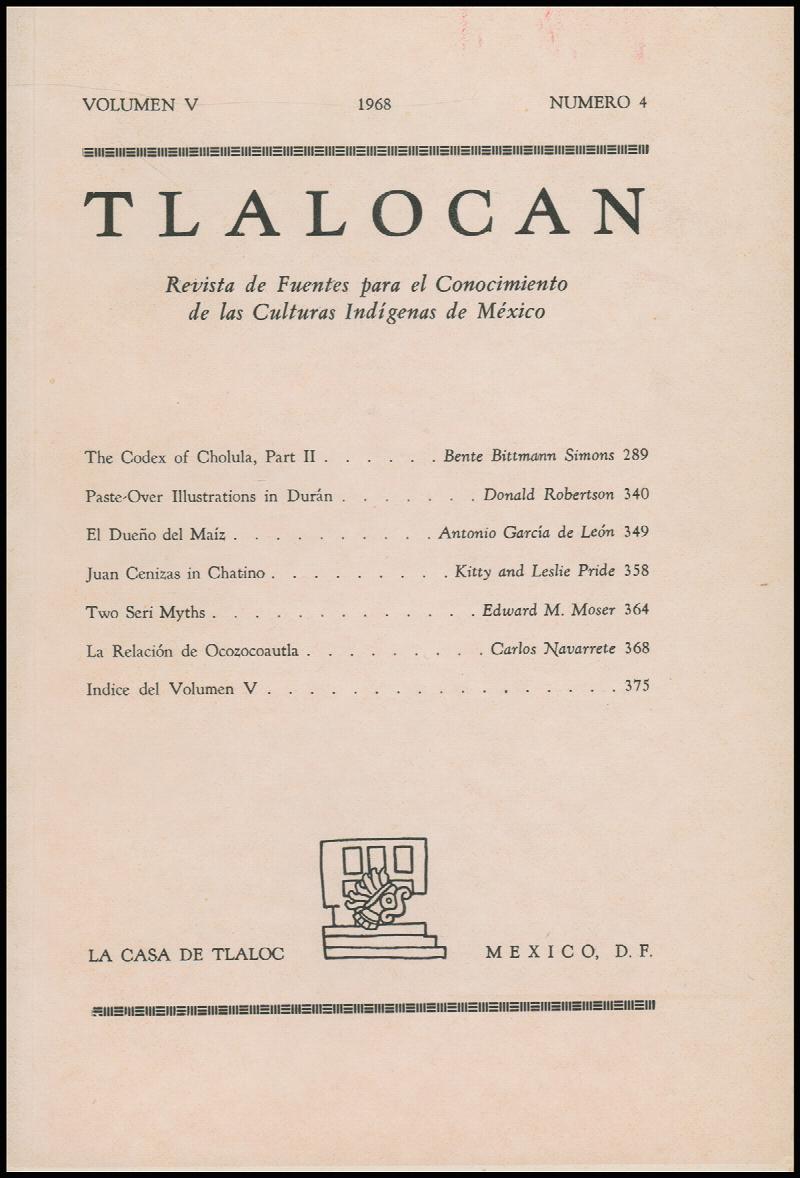 VOLUMEN V 1968 NUMERO 4
TLALOCAN
Revista de Fuentes para el Conocimiento
de las Culturas Indígenas de México
The Codex of Cholula, Part II . . . . . . Bente Bittmann Simons 289
Paste-Over Illustrations in Durán . . . . . . . Donald Robertson 340
El Dueño del Maíz . . . . . . . . . . Antonio García de León 349
Juan Cenizas in Chatino . . . . . . . . . Kitty and Leslie Pride 358
Two Seri Myths . . . . . . . . . . . . . Edward M. Moser 364
La Relación de Ocozocoautla . . . . . . . . . Carlos Navarrete 368
Indice del Volumen V . . . . . . . . . . . . . . . . . 375
LA CASA DE TLALOC MEXICO, D. F.